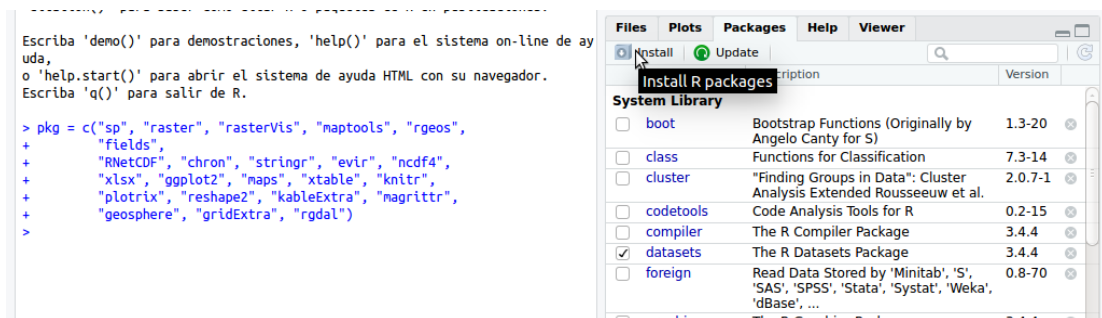 Escriba 'demo()' para demostraciones, 'help()' para el sistema on-line de ay
uda,
o 'help.start()' para abrir el sistema de ayuda HTML con su navegador.
Escriba 'q()' para salir de R.
> pkg = c("sp", "raster", "rasterVis", "maptools", "rgeos",
+ "fields",
+ "RNetCDF", "chron", "stringr", "evir", "ncdf4",
+ "xlsx", "ggplot2", "maps", "xtable", "knitr",
+ "plotrix", "reshape2", "kableExtra", "magrittr",
+ "geosphere", "gridExtra", "rgdal")
>
Files Plots Packages Help Viewer
Install Update
Install R packages
Version
System Library
boot Bootstrap Functions (Originally by 1.3-20
Angelo Canty for S)
class Functions for Classification 7.3-14
cluster "Finding Groups in Data": Cluster 2.0.7-1
Analysis Extended Rousseeuw et al.
codetools Code Analysis Tools for R 0.2-15
compiler The R Compiler Package 3.4.4
datasets The R Datasets Package 3.4.4
foreign Read Data Stored by 'Minitab', 'S', 0.8-70
'SAS', 'SPSS', 'Stata', 'Systat', 'Weka',
'dBase', ...